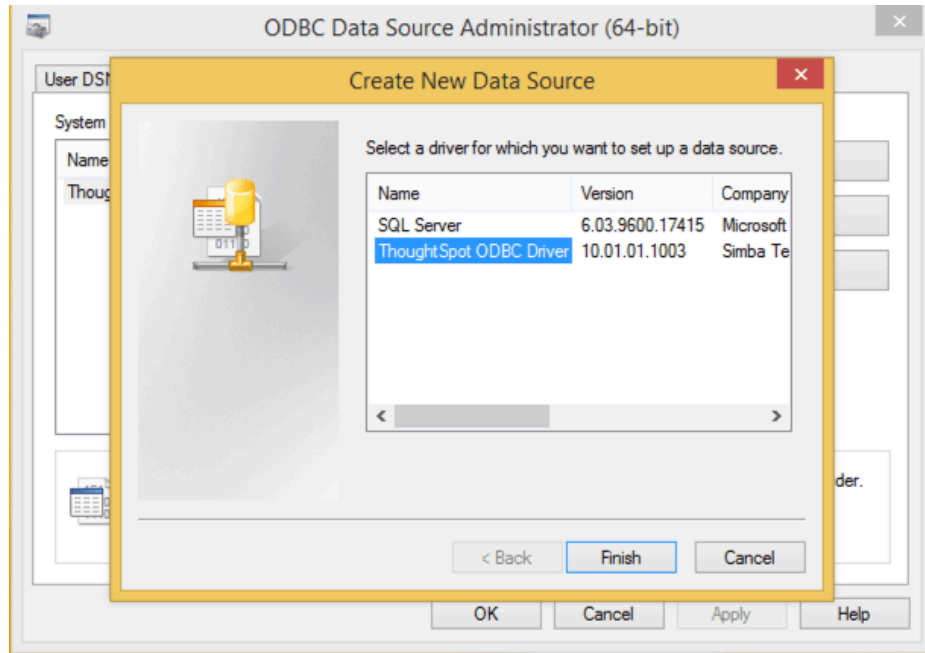 ODBC Data Source Administrator (64-bit)
User DSN
Create New Data Source
System
Name
Thoug
Select a driver for which you want to set up a data source.
Name Version Company
SQL Server 6.03.9600.17415 Microsoft
ThoughtSpot ODBC Driver 10.01.01.1003 Simba Te
der.
< Back Finish Cancel
OK Cancel Apply Help